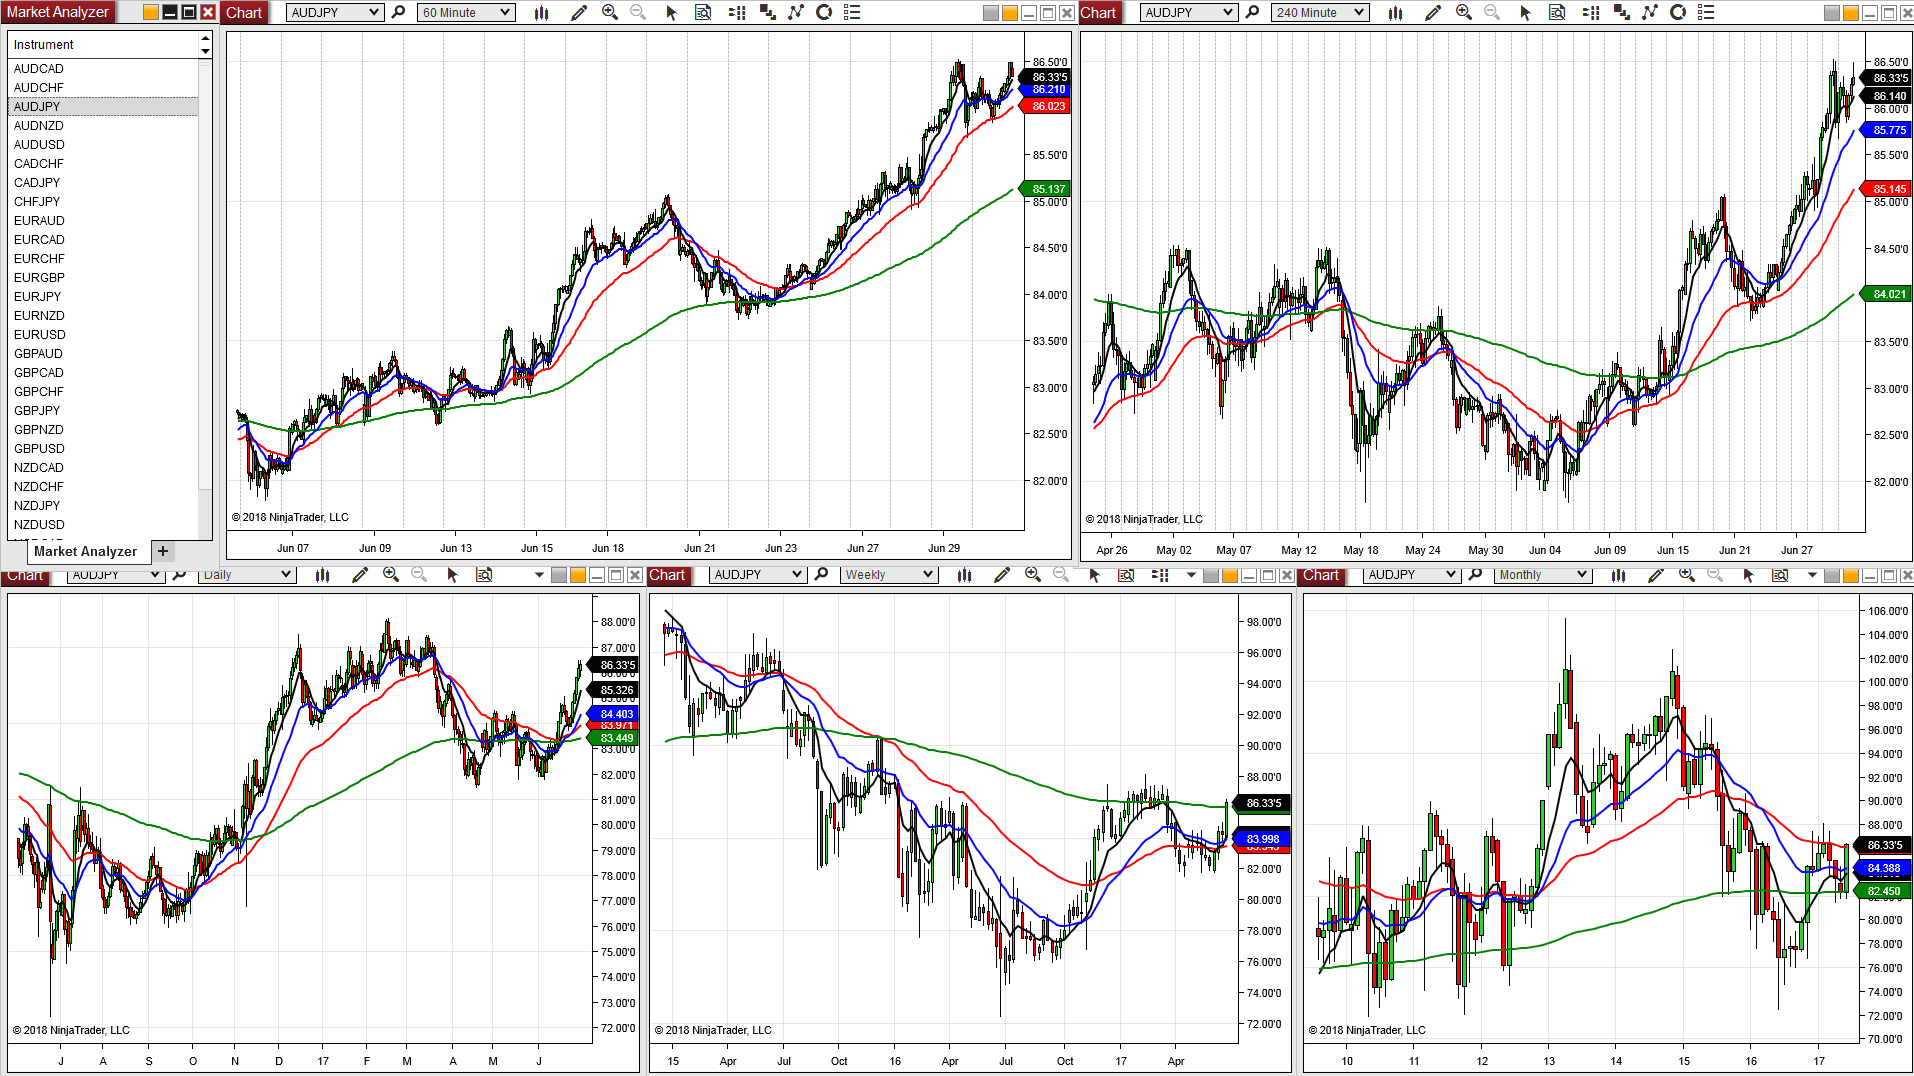 Market Analyzer
Instrument
AUDCAD
AUDCHF
AUDJPY
AUDNZD
AUDUSD
CADCHF
CADJPY
CHFJPY
EURAUD
EURCAD
EURCHF
EURGBP
EURJPY
EURNZD
EURUSD
GBPAUD
GBPCAD
GBPCHF
GBPJPY
GBPNZD
GBPUSD
NZDCAD
NZDCHF
NZDJPY
NZDUSD
Market Analyzer +
Chart AUDJPY 60 Minute
86.50'0
86.33'5
86.210
86.023
85.50'0
85.137
85.00'0
84.50'0
84.00'0
83.50'0
83.00'0
82.50'0
82.00'0
© 2018 NinjaTrader, LLC
Jun 07 Jun 09 Jun 13 Jun 15 Jun 18 Jun 21 Jun 23 Jun 27 Jun 29
Chart AUDJPY 240 Minute
86.50'0
86.33'5
86.140
86.00'0
85.775
85.50'0
85.145
85.00'0
84.50'0
84.021
83.50'0
83.00'0
82.50'0
82.00'0
© 2018 NinjaTrader, LLC
Apr 26 May 02 May 07 May 12 May 18 May 24 May 30 Jun 04 Jun 09 Jun 15 Jun 21 Jun 27
Chart AUDJPY Daily
88.00'0
87.00'0
86.33'5
86.00'0
85.326
85.00'0
84.403
83.971
83.449
83.00'0
82.00'0
81.00'0
80.00'0
79.00'0
78.00'0
77.00'0
76.00'0
75.00'0
74.00'0
73.00'0
72.00'0
© 2018 NinjaTrader, LLC
J A S O N D 17 F M A M J
Chart AUDJPY Weekly
98.00'0
96.00'0
94.00'0
92.00'0
90.00'0
88.00'0
86.33'5
83.998
82.00'0
80.00'0
78.00'0
76.00'0
74.00'0
72.00'0
© 2018 NinjaTrader, LLC
15 Apr Jul Oct 16 Apr Jul Oct 17 Apr
Chart AUDJPY Monthly
106.00'0
104.00'0
102.00'0
100.00'0
98.00'0
96.00'0
94.00'0
92.00'0
90.00'0
88.00'0
86.33'5
84.388
82.450
80.00'0
78.00'0
76.00'0
74.00'0
72.00'0
70.00'0
© 2018 NinjaTrader, LLC
10 11 12 13 14 15 16 17